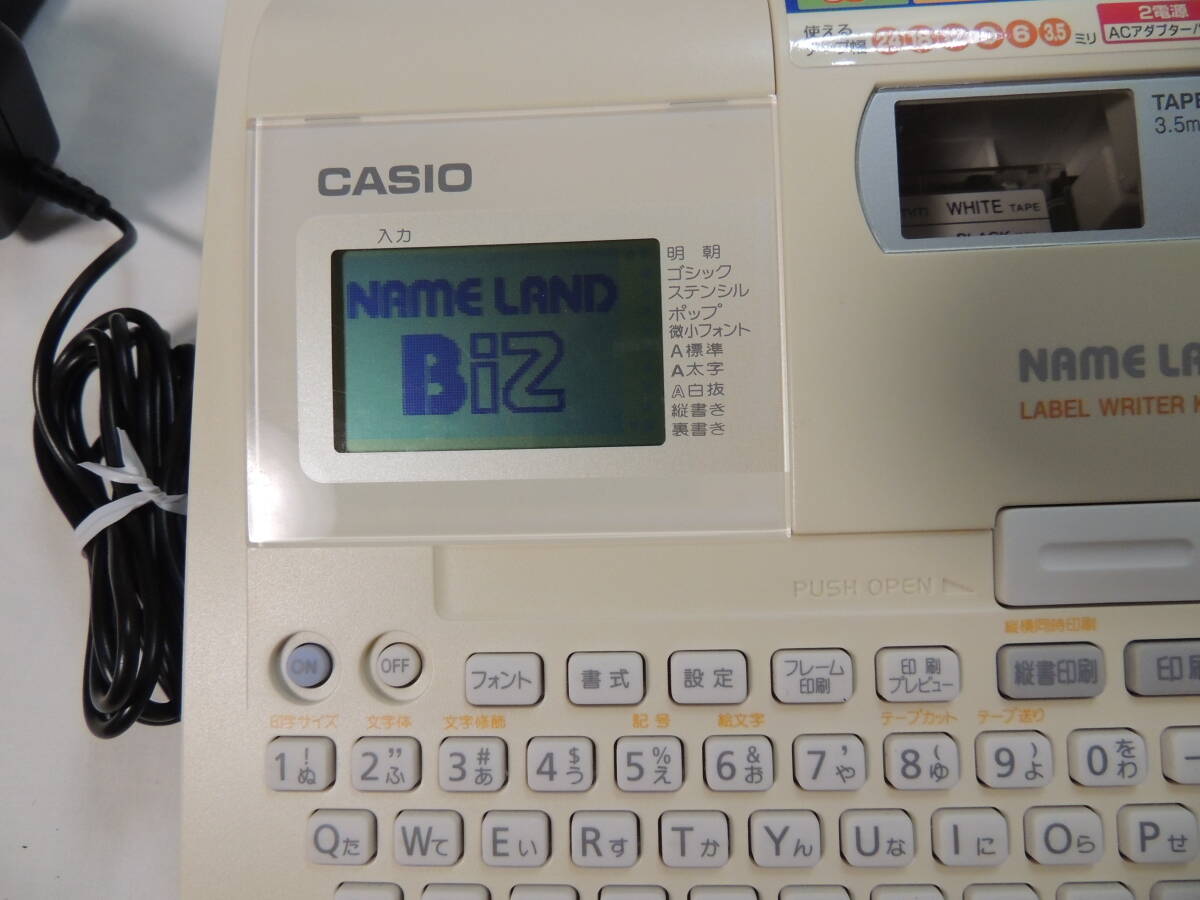 使える
テープ幅 24 18 12 9 6 3.5 ミリ
2電源
ACアダプター
TAPE
3.5m
WHITE TAPE
BLACK
CASIO
入力
明 朝
ゴシック
ステンシル
ポップ
微小フォント
A標準
A太字
A白抜
縦書き
裏書き
NAME LAND
BiZ
NAME LA
LABEL WRITER K
PUSH OPEN
縦横同時印刷
ON OFF フォント 書式 設定 フレーム印刷 印刷プレビュー 縦書印刷 印刷
印字サイズ 文字体 文字修飾 記号 絵文字 テープカット テープ送り
1 ! ぬ 2 " ふ 3 # あ 4 $ う 5 % え 6 & お 7 ' や 8 ( ゆ 9 ) よ 0 を わ ー
Q た W て E い R す T か Y ん U な I に O ら P せ